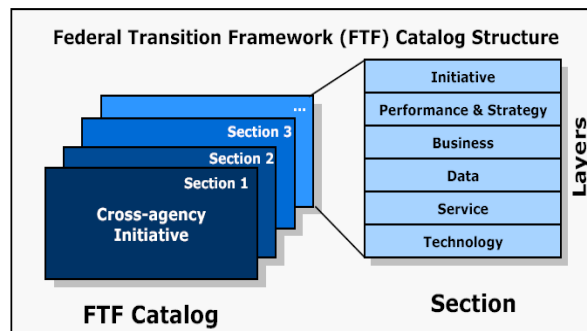 Federal Transition Framework (FTF) Catalog Structure
...
Section 3
Section 2
Section 1
Cross-agency
Initiative
FTF Catalog
Initiative
Performance & Strategy
Business
Data
Service
Technology
Layers
Section